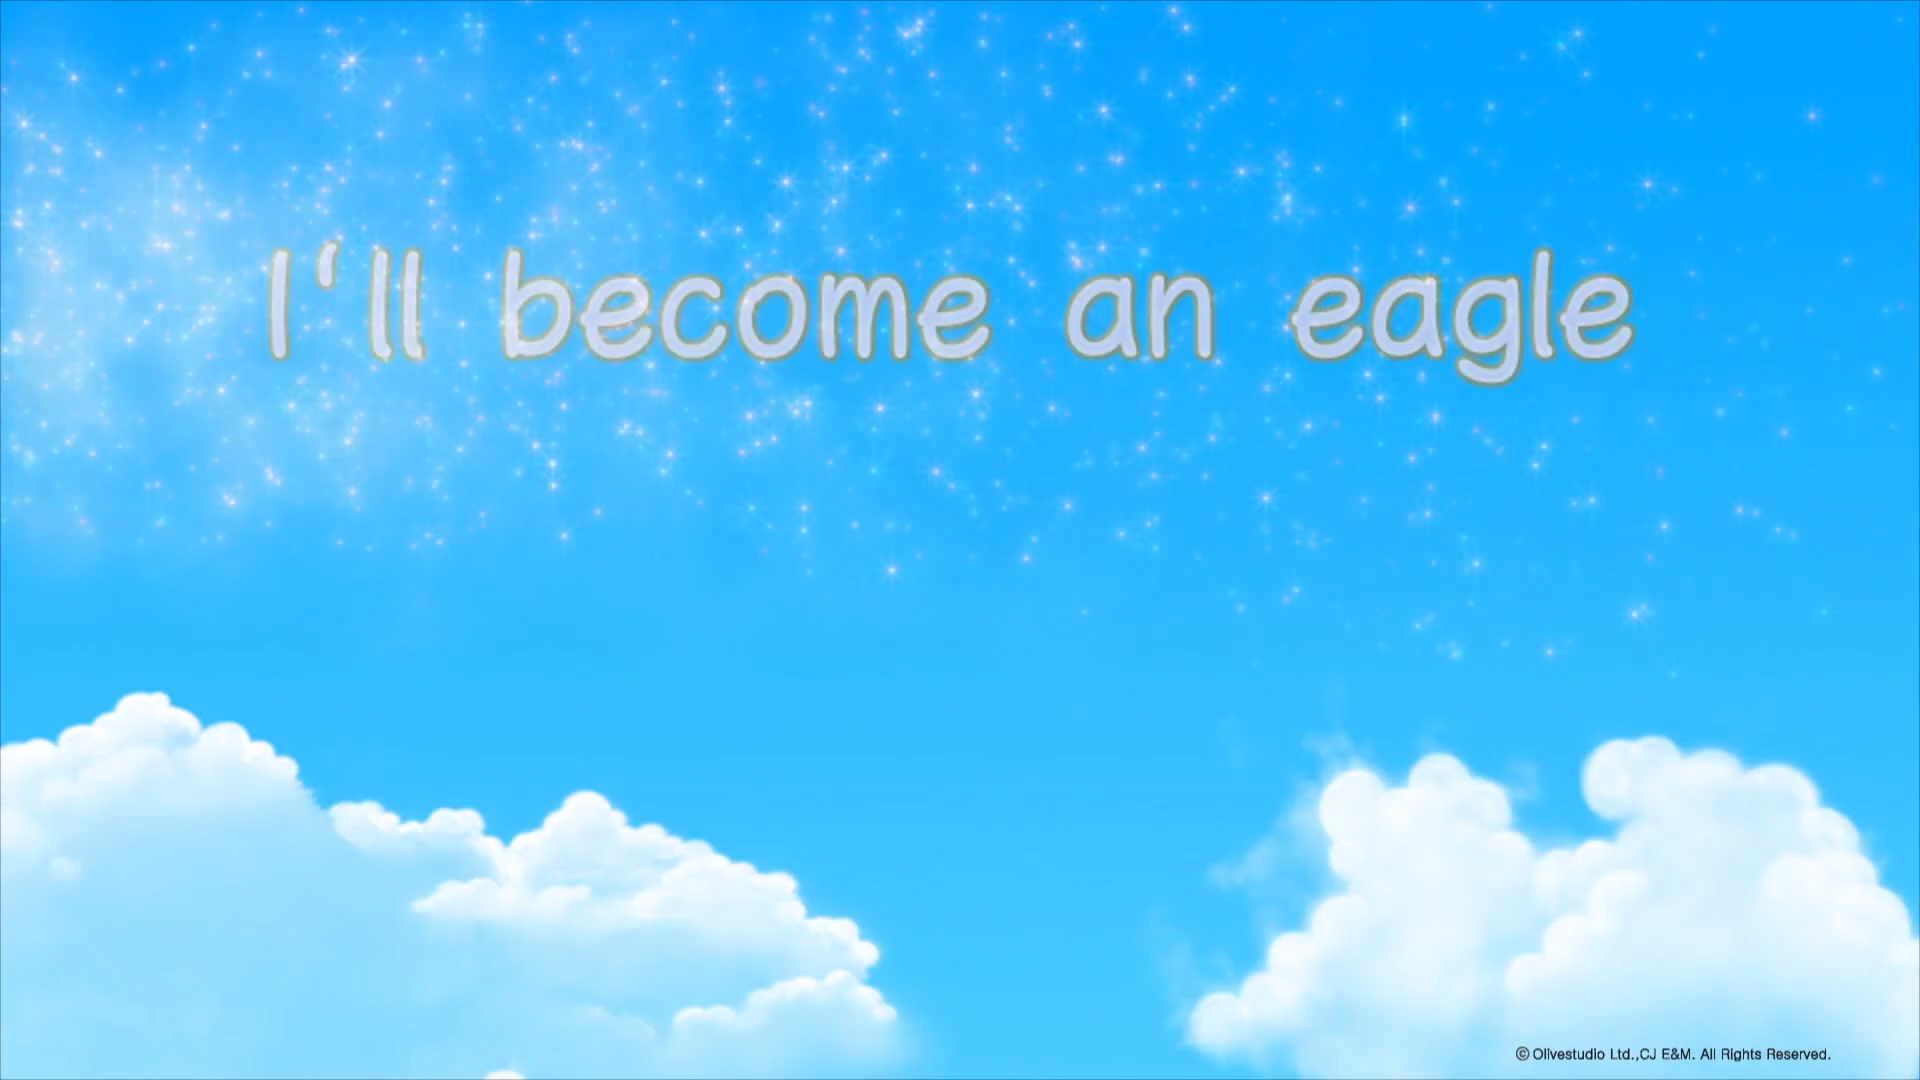 I‘ll become an eagle
© Olivestudio Ltd.,CJ E&M. All Rights Reserved.